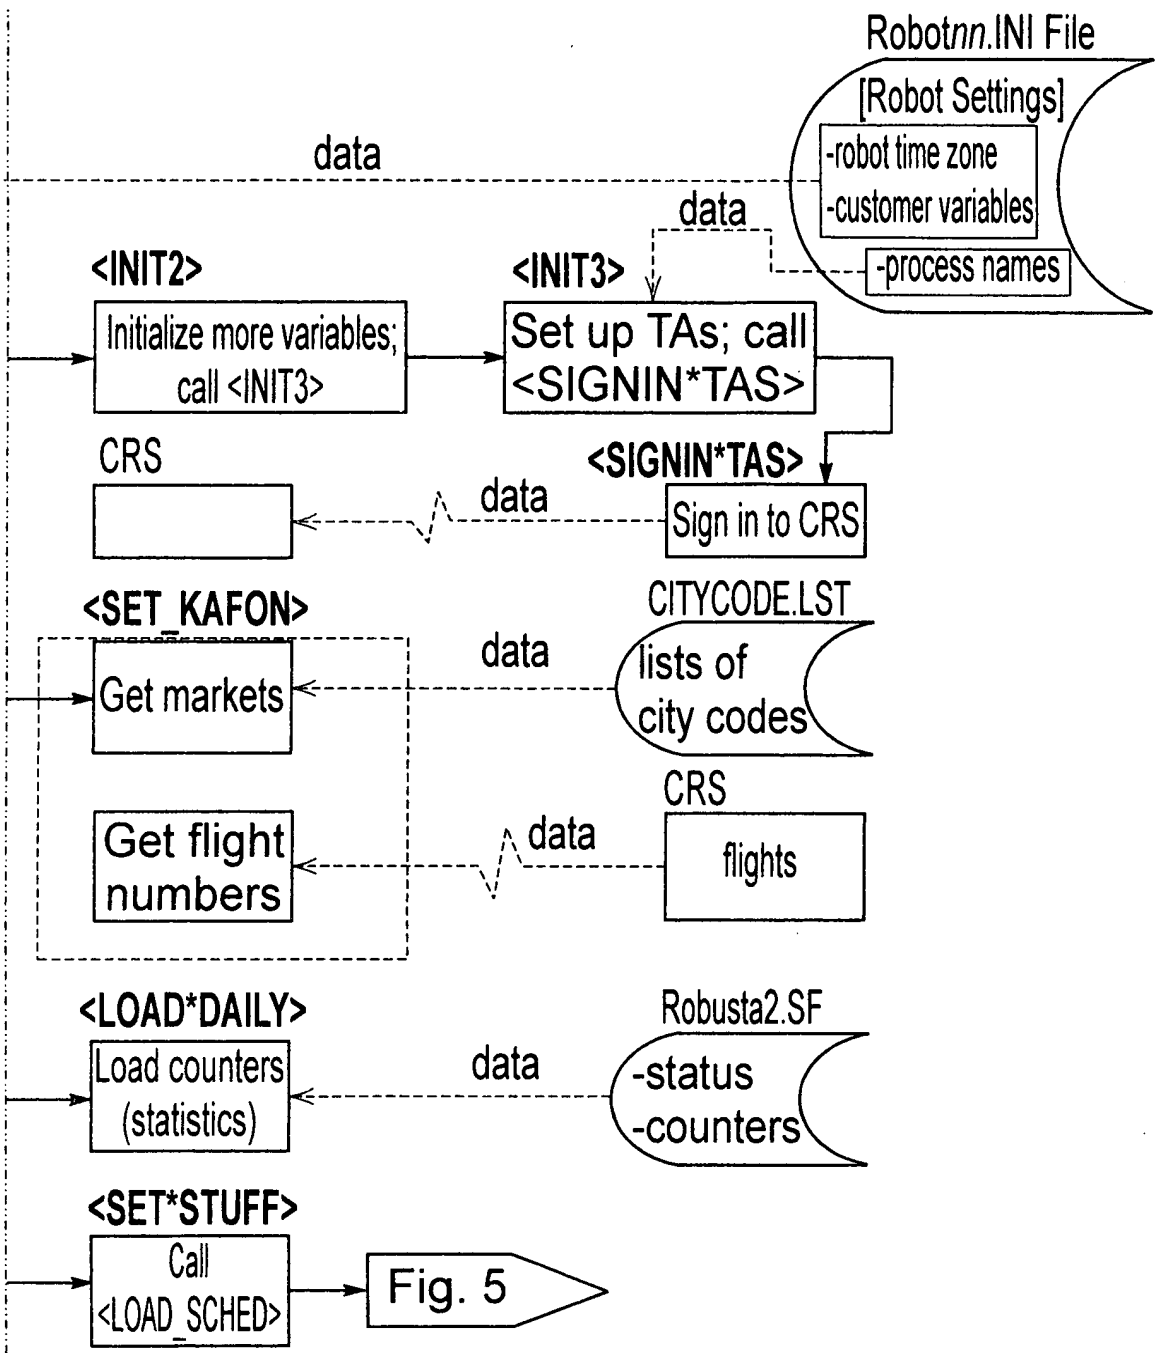 Robotnn.INI File
[Robot Settings]
-robot time zone
-customer variables
-process names
data
data
<INIT2>
Initialize more variables;
call <INIT3>
<INIT3>
Set up TAs; call
<SIGNIN*TAS>
CRS
data
<SIGNIN*TAS>
Sign in to CRS
<SET_KAFON>
Get markets
data
CITYCODE.LST
lists of
city codes
Get flight
numbers
data
CRS
flights
<LOAD*DAILY>
Load counters
(statistics)
data
Robusta2.SF
-status
-counters
<SET*STUFF>
Call
<LOAD_SCHED>
Fig. 5